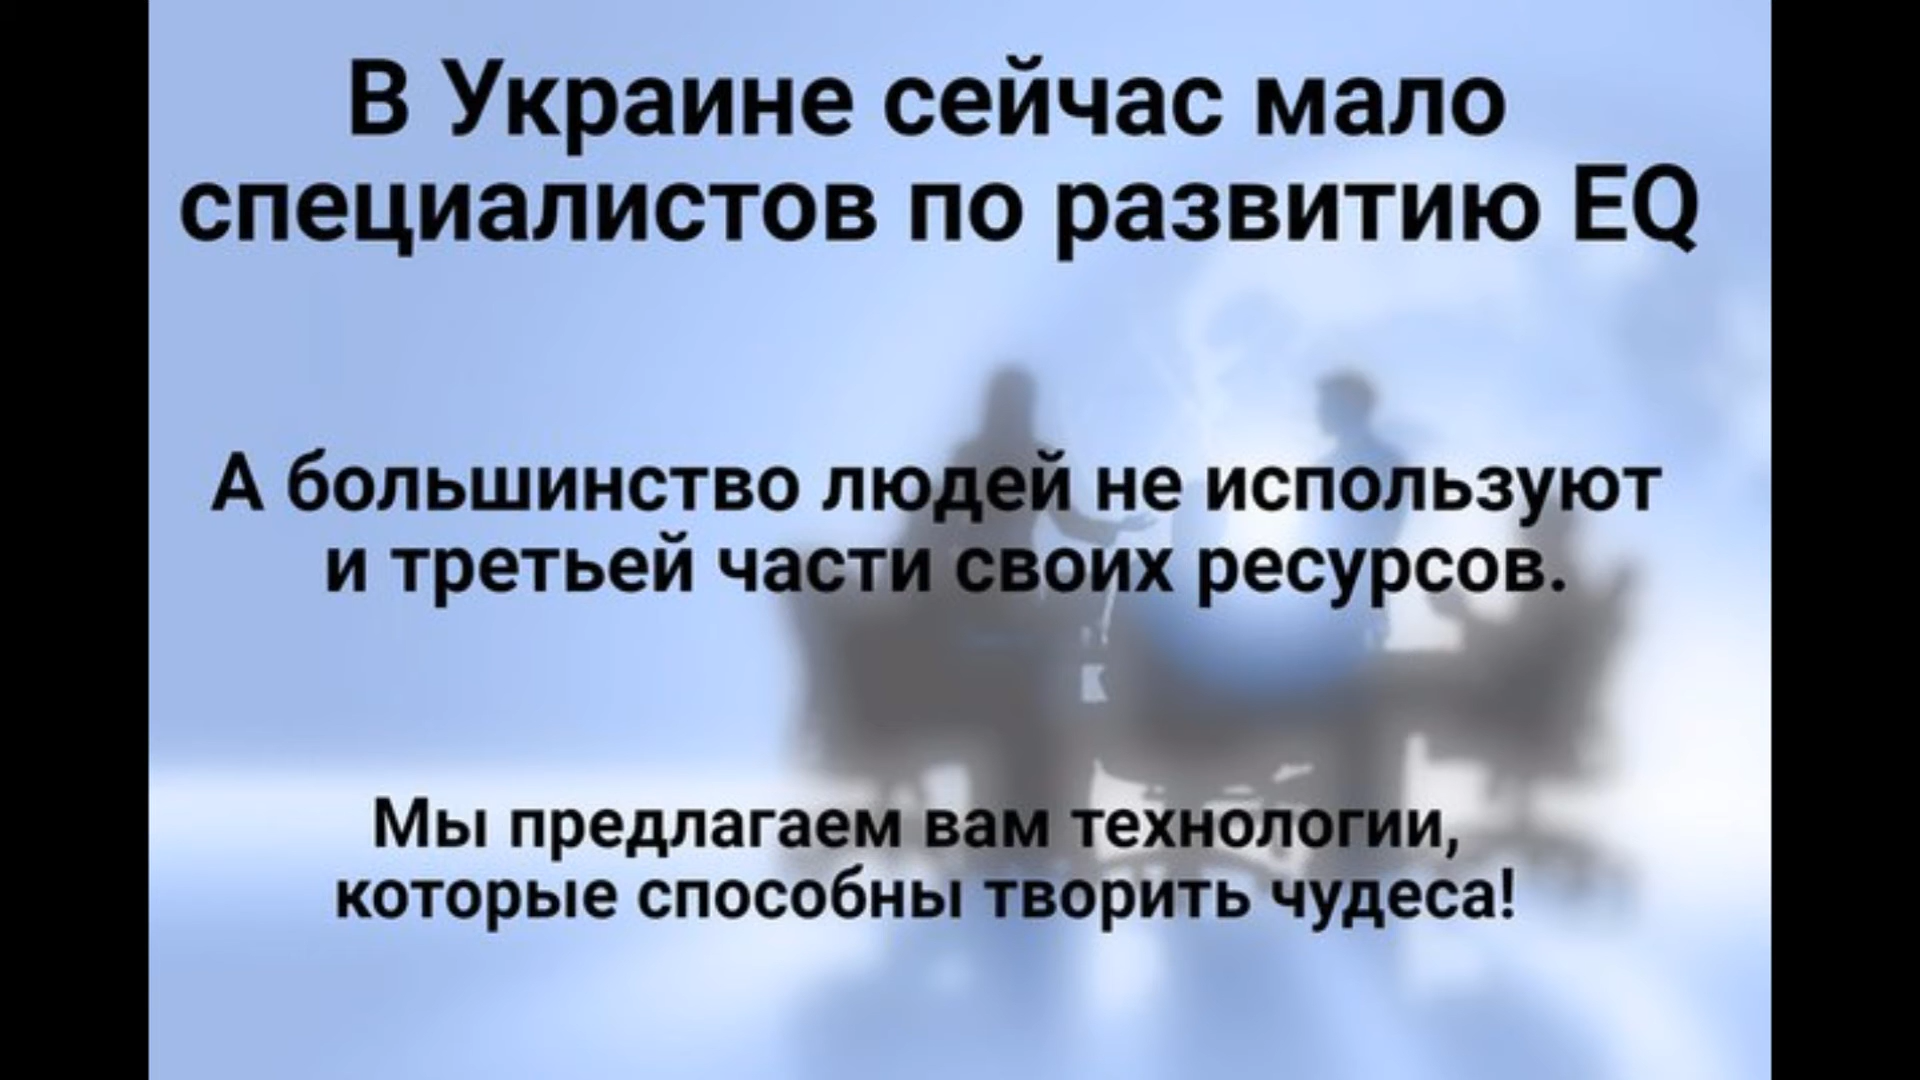 В Украине сейчас мало
специалистов по развитию EQ
А большинство людей не используют
и третьей части своих ресурсов.
Мы предлагаем вам технологии,
которые способны творить чудеса!